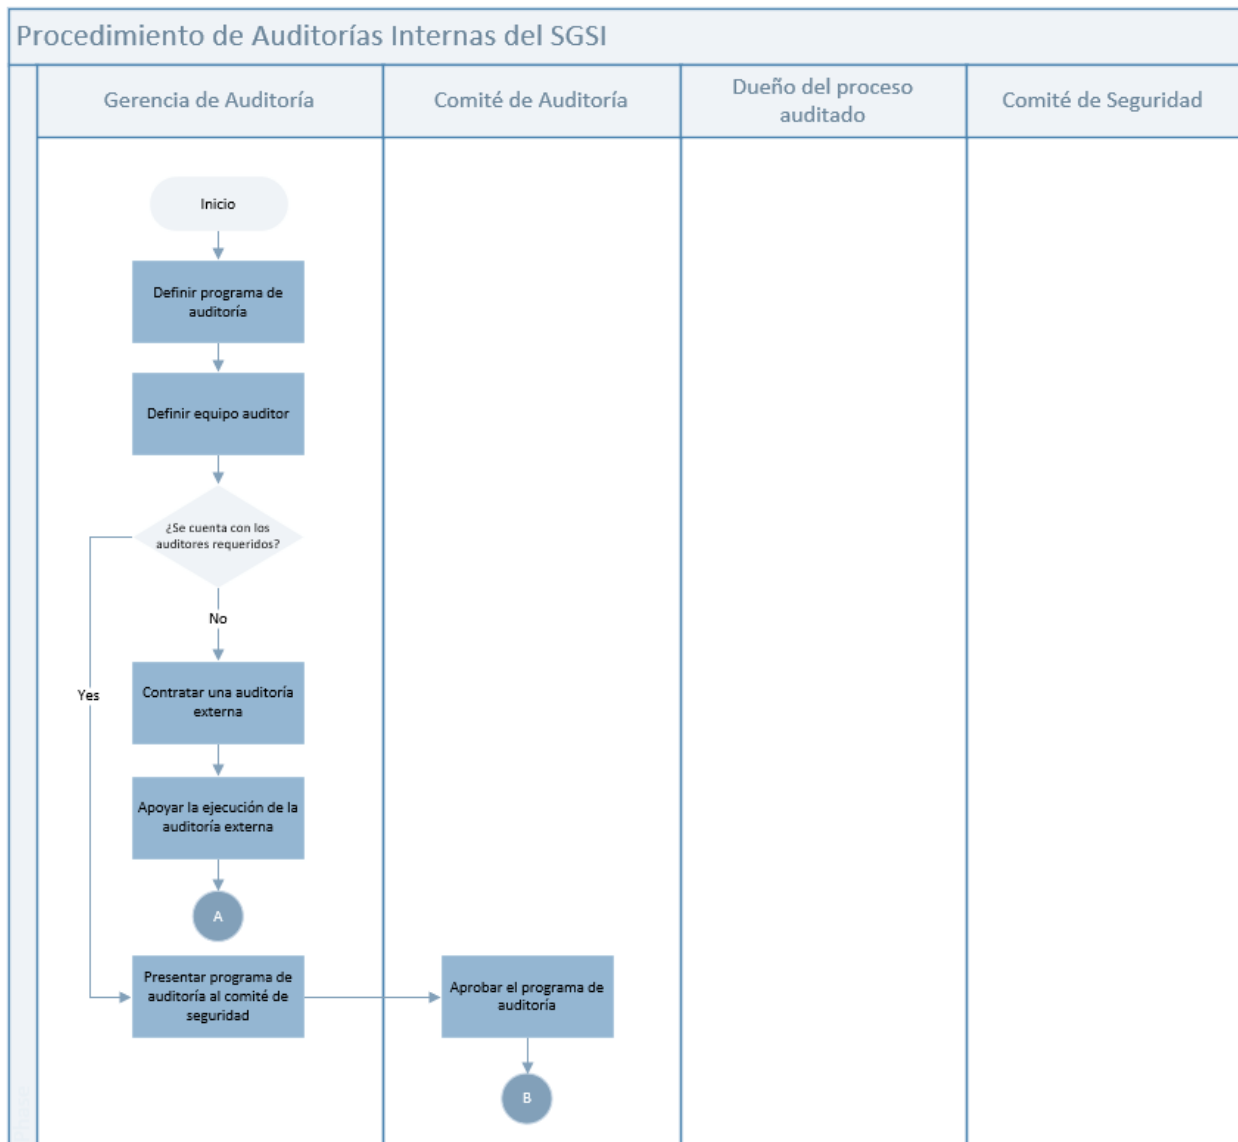 Procedimiento de Auditorías Internas del SGSI
Gerencia de Auditoría
Comité de Auditoría
Dueño del proceso
auditado
Comité de Seguridad
Inicio
Definir programa de
auditoría
Definir equipo auditor
¿Se cuenta con los
auditores requeridos?
No
Yes
Contratar una auditoría
externa
Apoyar la ejecución de la
auditoría externa
A
Presentar programa de
auditoría al comité de
seguridad
Aprobar el programa de
auditoría
B